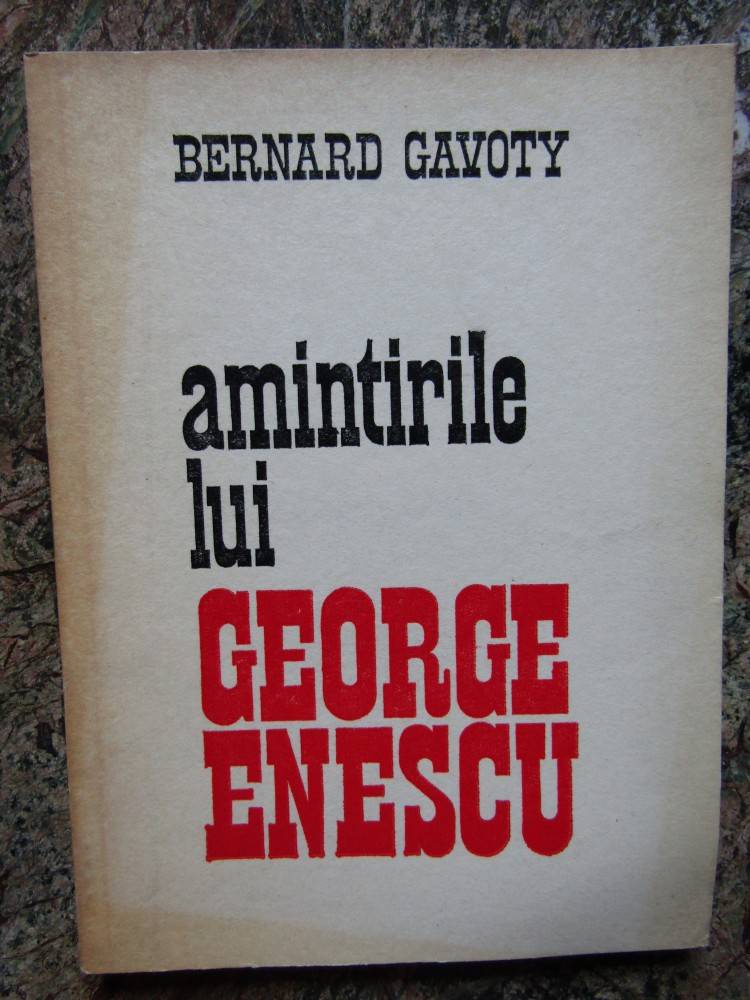 BERNARD GAVOTY
amintirile
lui
GEORGE
ENESCU